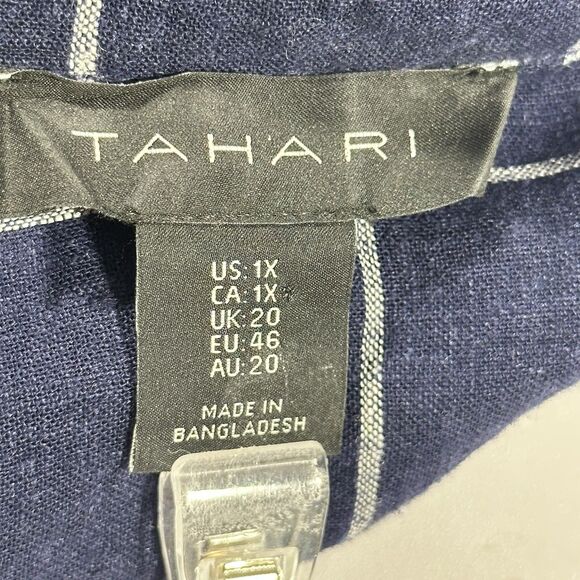 TAHARI
US: 1X
CA: 1X
UK: 20
EU: 46
AU: 20
MADE IN
BANGLADESH